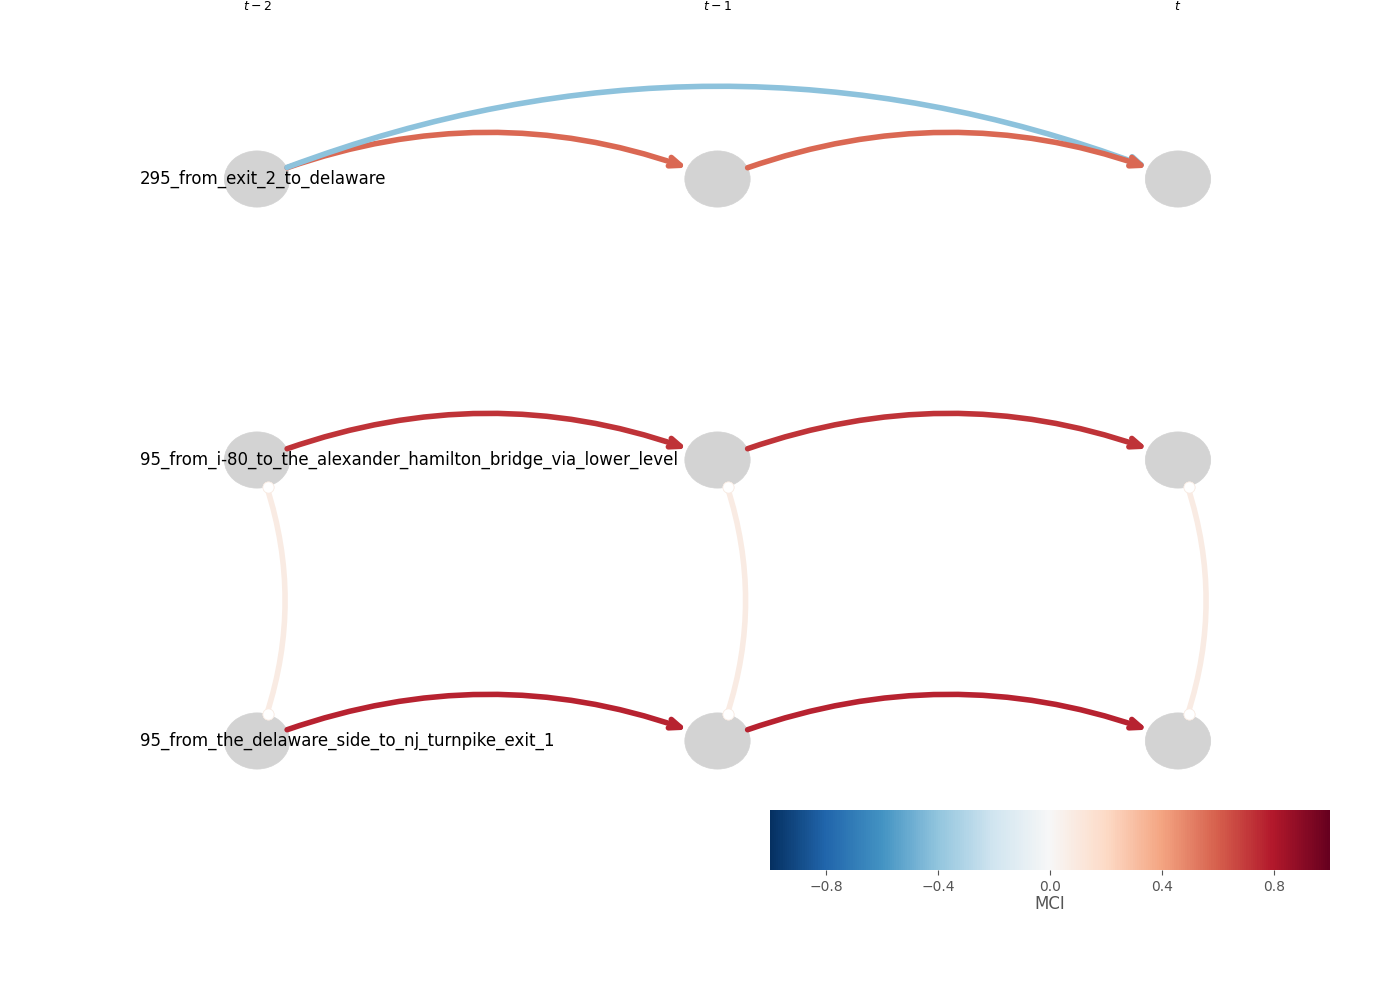 t − 2 t − 1 t
295_from_exit_2_to_delaware
95_from_i-80_to_the_alexander_hamilton_bridge_via_lower_level
95_from_the_delaware_side_to_nj_turnpike_exit_1
−0.8 −0.4 0.0 0.4 0.8
MCI